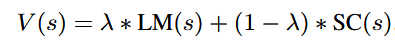 V(s) = λ ∗ LM(s) + (1 − λ) ∗ SC(s)